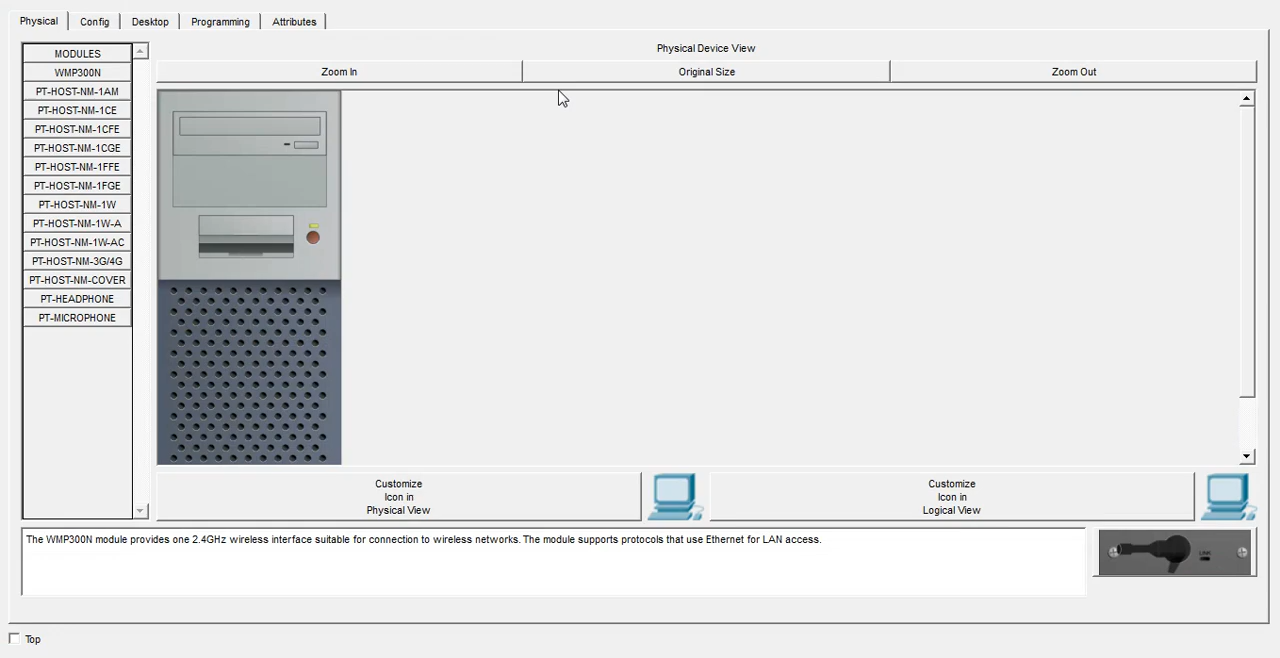 Physical
Config
Desktop
Programming
Attributes
MODULES
WMP300N
PT-HOST-NM-1AM
PT-HOST-NM-1CE
PT-HOST-NM-1CFE
PT-HOST-NM-1CGE
PT-HOST-NM-1FFE
PT-HOST-NM-1FGE
PT-HOST-NM-1W
PT-HOST-NM-1W-A
PT-HOST-NM-1W-AC
PT-HOST-NM-3G/4G
PT-HOST-NM-COVER
PT-HEADPHONE
PT-MICROPHONE
Physical Device View
Zoom In
Original Size
Zoom Out
Customize
Icon in
Physical View
Customize
Icon in
Logical View
The WMP300N module provides one 2.4GHz wireless interface suitable for connection to wireless networks. The module supports protocols that use Ethernet for LAN access.
LINK
Top